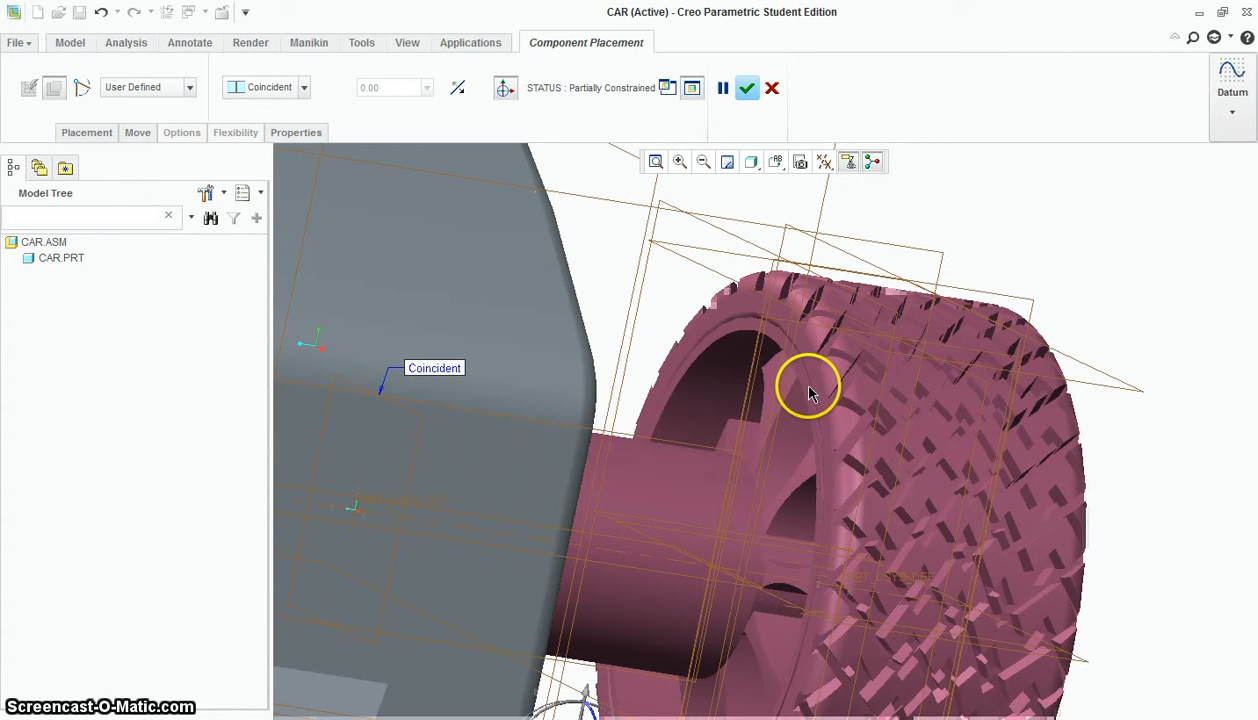 CAR (Active) - Creo Parametric Student Edition
File
Model
Analysis
Annotate
Render
Manikin
Tools
View
Applications
Component Placement
User Defined
Coincident
0.00
STATUS : Partially Constrained
Datum
Placement
Move
Options
Flexibility
Properties
Model Tree
CAR.ASM
CAR.PRT
Coincident
Screencast-O-Matic.com